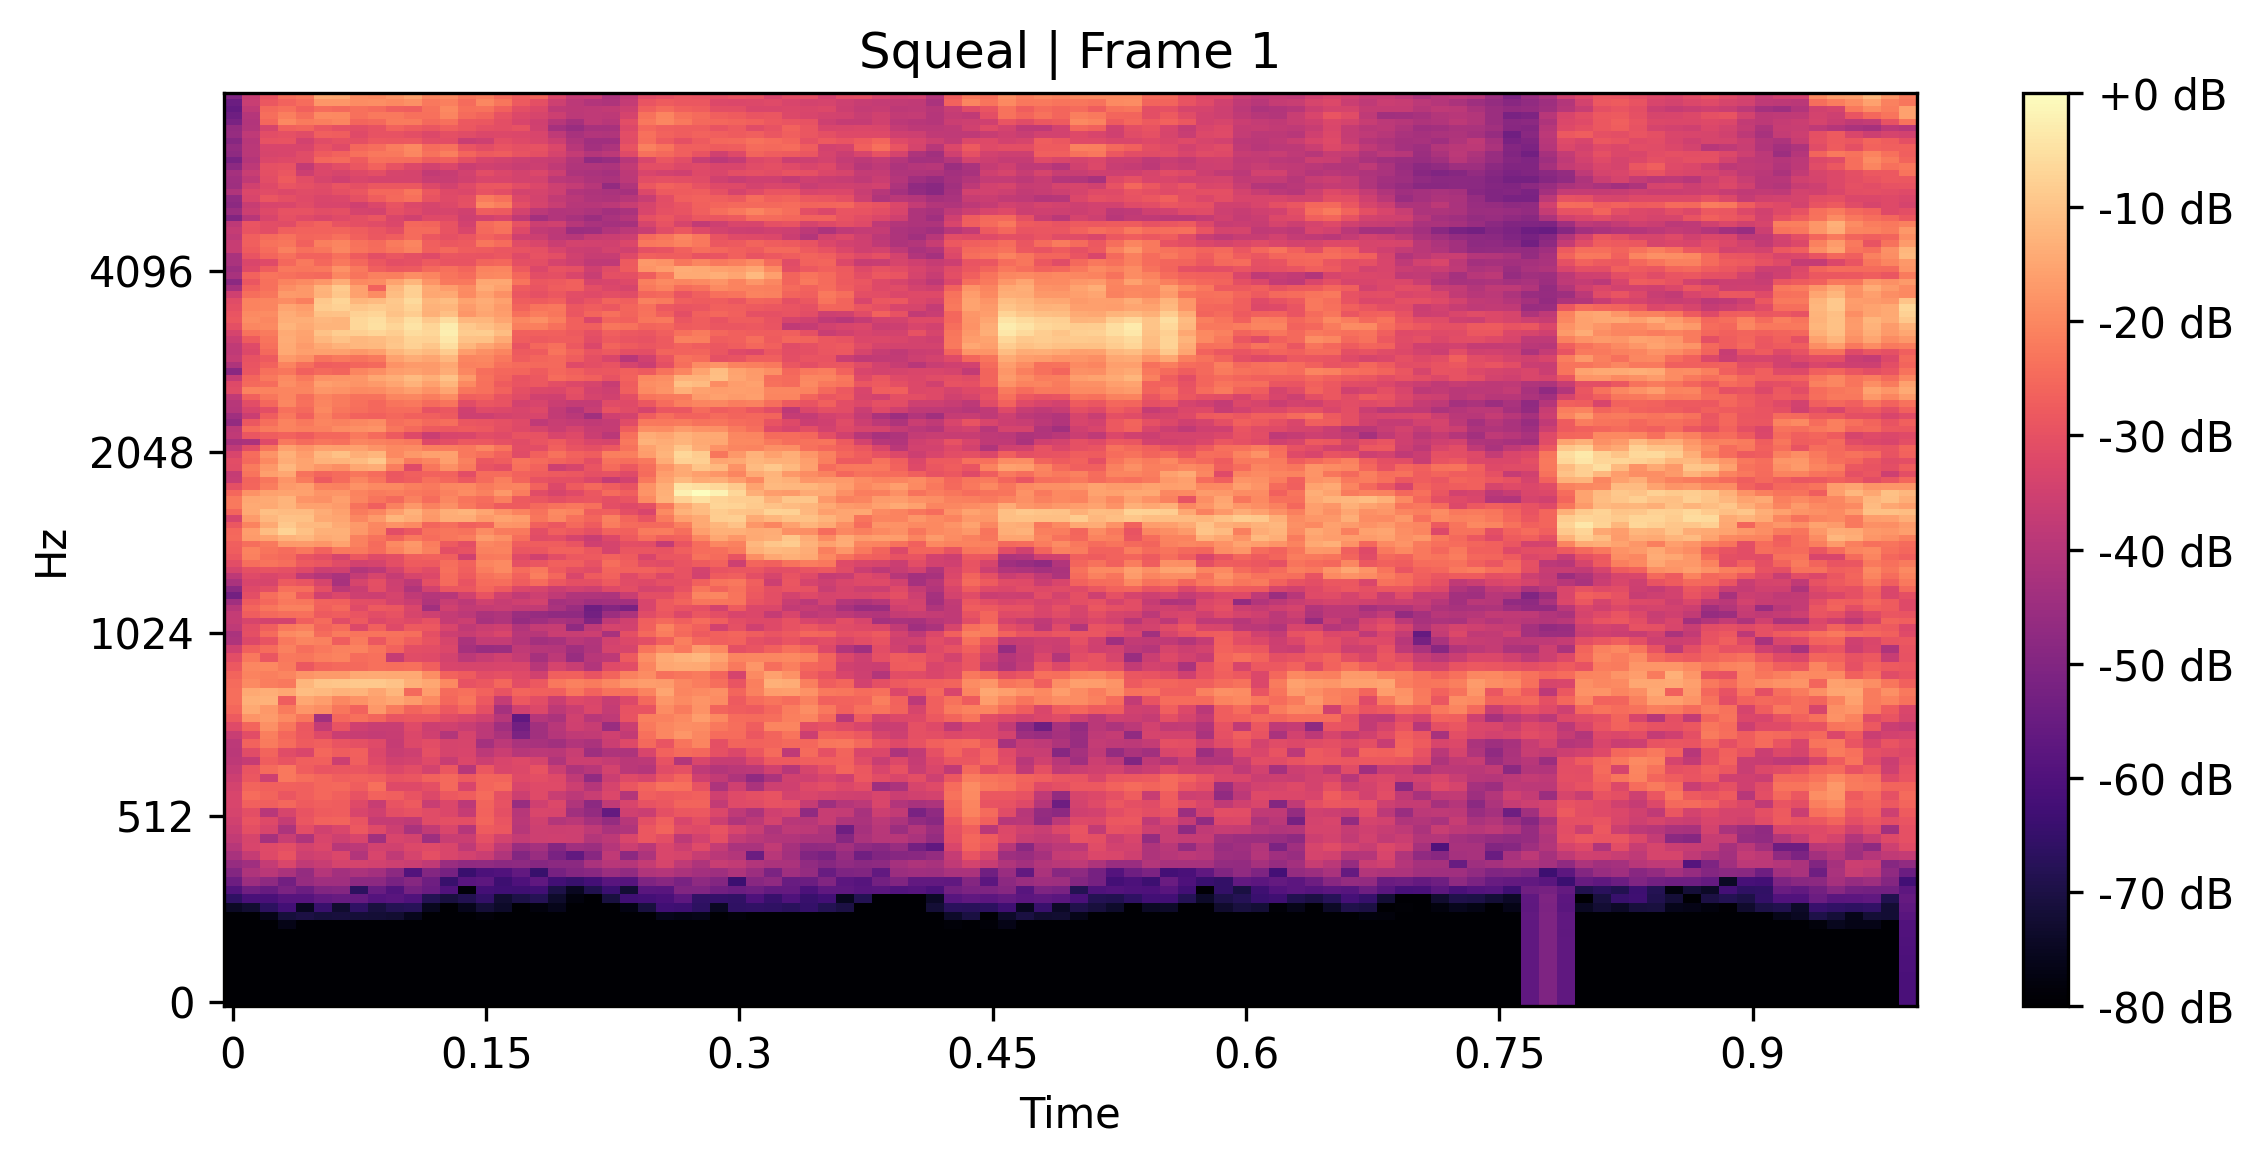 Squeal | Frame 1
+0 dB
-10 dB
-20 dB
-30 dB
-40 dB
-50 dB
-60 dB
-70 dB
-80 dB
Hz
4096
2048
1024
512
0
0 0.15 0.3 0.45 0.6 0.75 0.9
Time